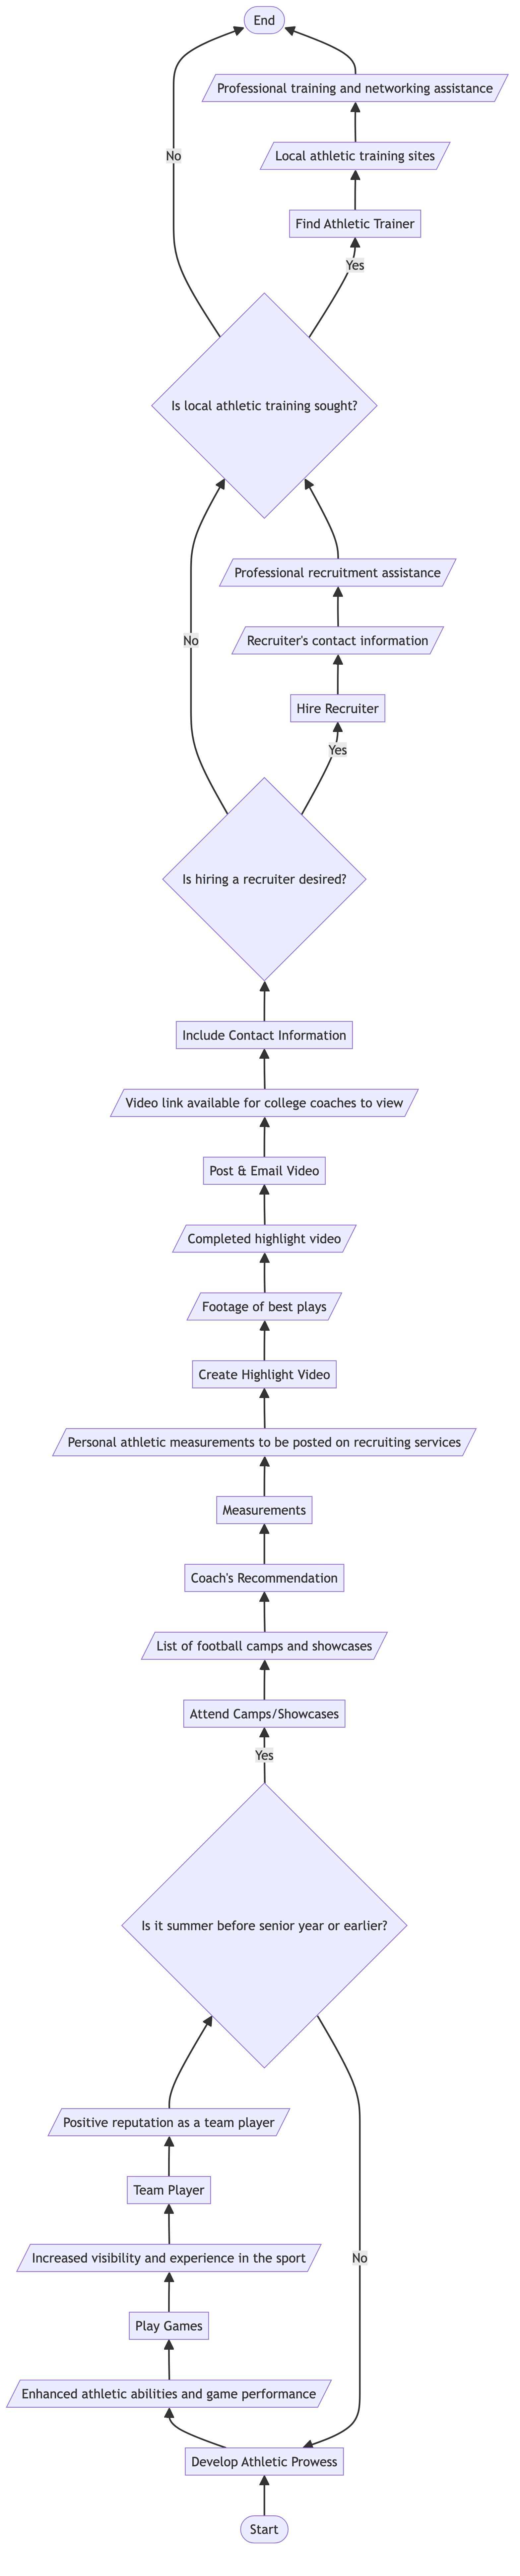 End
Professional training and networking assistance
Local athletic training sites
No
Find Athletic Trainer
Yes
Is local athletic training sought?
Professional recruitment assistance
Recruiter's contact information
No
Hire Recruiter
Yes
Is hiring a recruiter desired?
Include Contact Information
Video link available for college coaches to view
Post & Email Video
Completed highlight video
Footage of best plays
Create Highlight Video
Personal athletic measurements to be posted on recruiting services
Measurements
Coach's Recommendation
List of football camps and showcases
Attend Camps/Showcases
Yes
Is it summer before senior year or earlier?
Positive reputation as a team player
Team Player
Increased visibility and experience in the sport
No
Play Games
Enhanced athletic abilities and game performance
Develop Athletic Prowess
Start